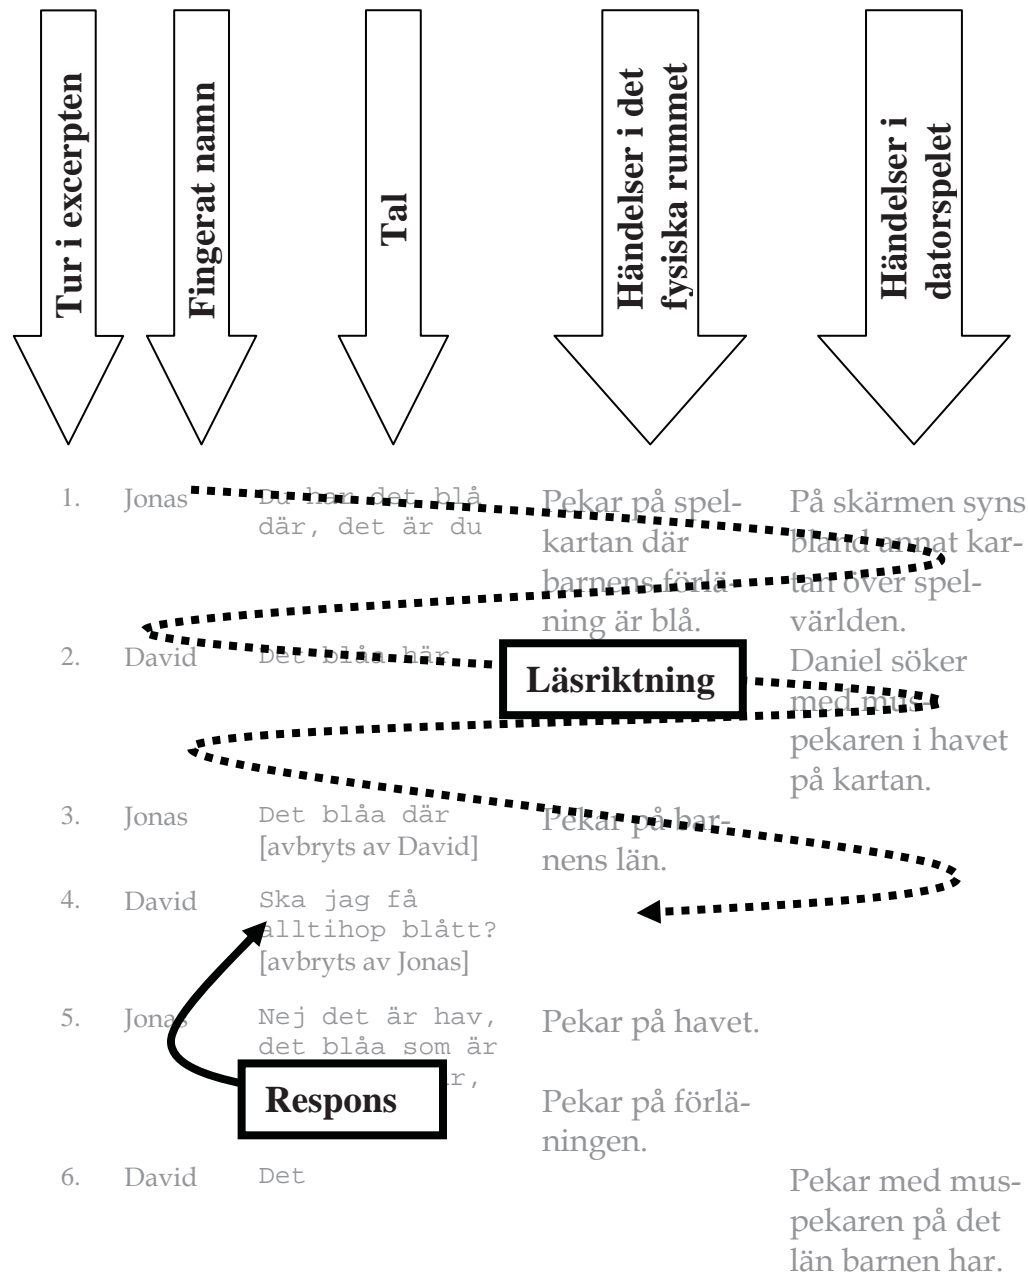 Tur i excerpten
Fingerat namn
Tal
Händelser i det
fysiska rummet
Händelser i
datorspelet
1. Jonas
Du har det blå
där, det är du
Pekar på spel-
kartan där
barnens förlä-
ning är blå.
På skärmen syns
bland annat kar-
tan över spel-
världen.
2. David
Det blåa här
Läsriktning
Daniel söker
med mus-
pekaren i havet
på kartan.
3. Jonas
Det blåa där
[avbryts av David]
Pekar på bar-
nens län.
4. David
Ska jag få
alltihop blått?
[avbryts av Jonas]
5. Jonas
Nej det är hav,
det blåa som är
Pekar på havet.
Respons
Pekar på förlä-
ningen.
6. David
Det
Pekar med mus-
pekaren på det
län barnen har.